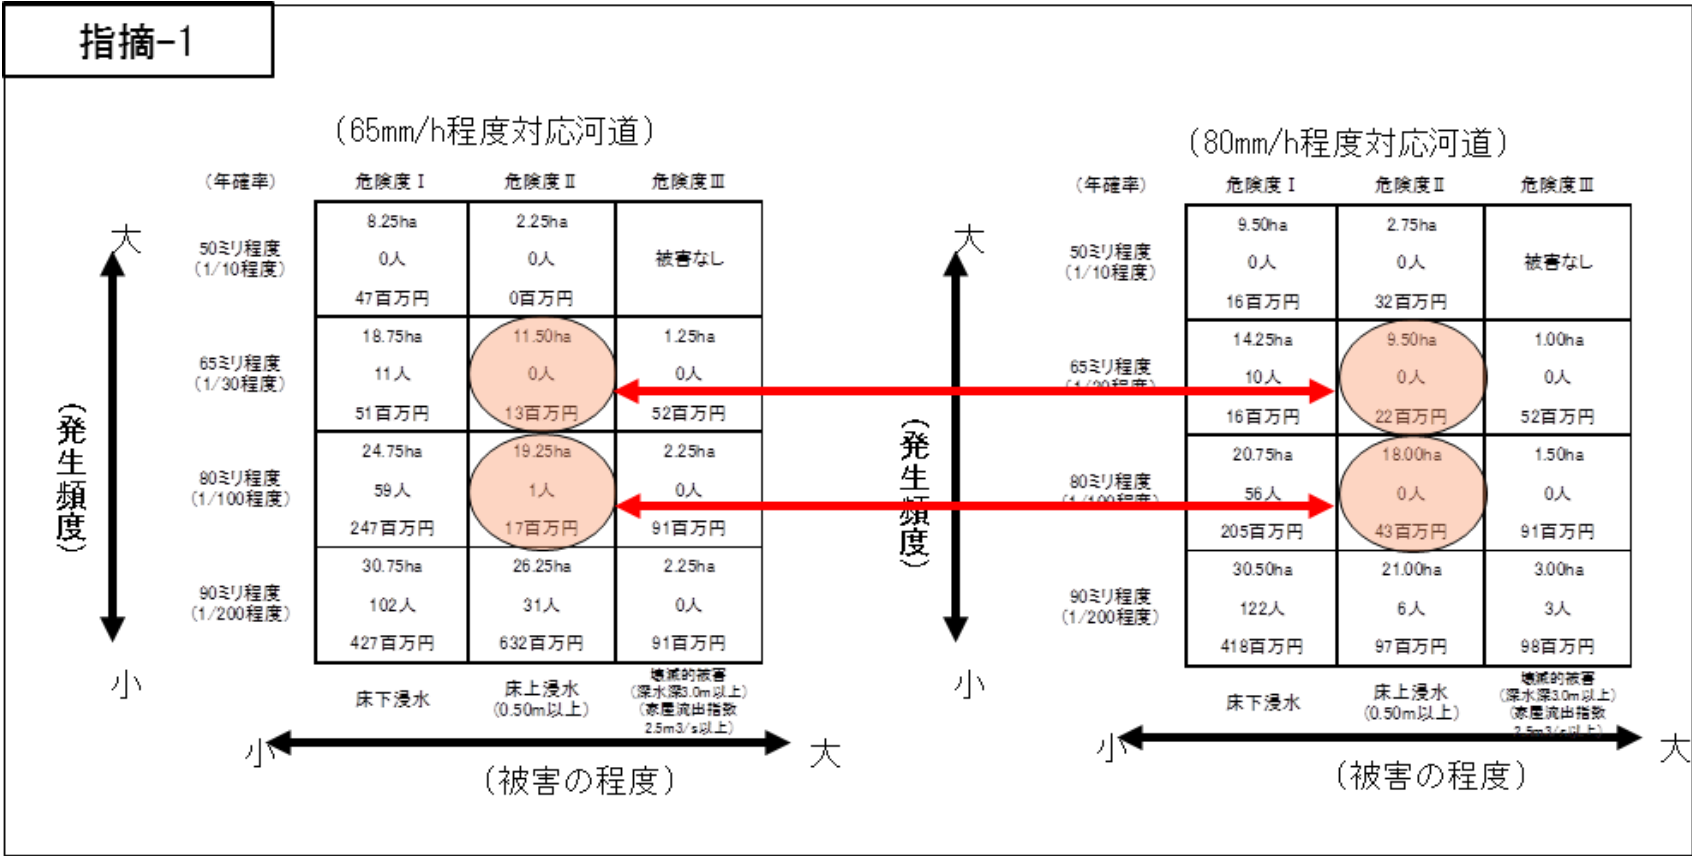 指摘-1
(65mm/h程度対応河道)
(年確率)
危険度Ⅰ
危険度Ⅱ
危険度Ⅲ
大
50ミリ程度
(1/10程度)
8.25ha
0人
47百万円
2.25ha
0人
0百万円
被害なし
65ミリ程度
(1/30程度)
18.75ha
11人
51百万円
11.50ha
0人
13百万円
1.25ha
0人
52百万円
(発生頻度)
80ミリ程度
(1/100程度)
24.75ha
59人
247百万円
19.25ha
1人
17百万円
2.25ha
0人
91百万円
90ミリ程度
(1/200程度)
30.75ha
102人
427百万円
26.25ha
31人
632百万円
2.25ha
0人
91百万円
小
床下浸水
床上浸水
(0.50m以上)
壊滅的被害
(深水深3.0m以上)
(家屋流出指数
2.5m3/s以上)
小
大
(被害の程度)
(80mm/h程度対応河道)
(年確率)
危険度Ⅰ
危険度Ⅱ
危険度Ⅲ
大
50ミリ程度
(1/10程度)
9.50ha
0人
16百万円
2.75ha
0人
32百万円
被害なし
65ミリ程度
(1/30程度)
14.25ha
10人
16百万円
9.50ha
0人
22百万円
1.00ha
0人
52百万円
(発生頻度)
80ミリ程度
(1/100程度)
20.75ha
56人
205百万円
18.00ha
0人
43百万円
1.50ha
0人
91百万円
90ミリ程度
(1/200程度)
30.50ha
122人
418百万円
21.00ha
6人
97百万円
3.00ha
3人
98百万円
小
床下浸水
床上浸水
(0.50m以上)
壊滅的被害
(深水深3.0m以上)
(家屋流出指数
2.5m3/s以上)
小
大
(被害の程度)